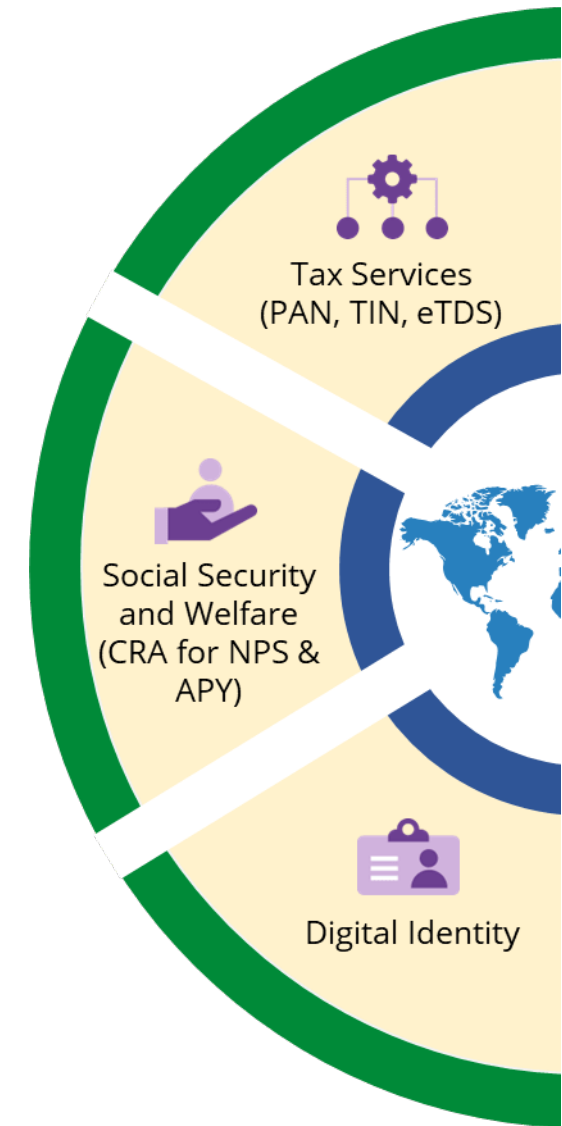 Tax Services
(PAN, TIN, eTDS)
Social Security
and Welfare
(CRA for NPS &
APY)
Digital Identity